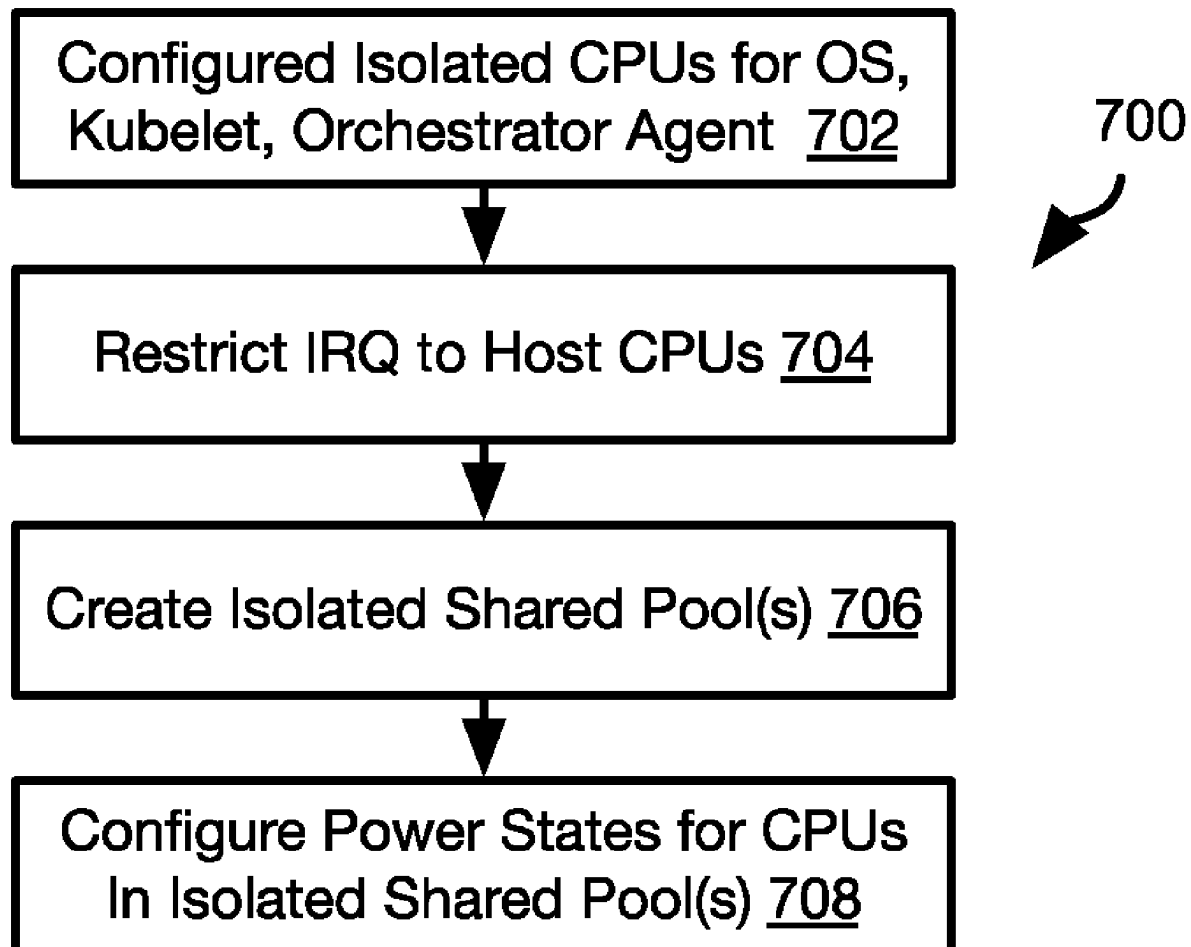 Configured Isolated CPUs for OS,
Kubelet, Orchestrator Agent 702
700
Restrict IRQ to Host CPUs 704
Create Isolated Shared Pool(s) 706
Configure Power States for CPUs
In Isolated Shared Pool(s) 708